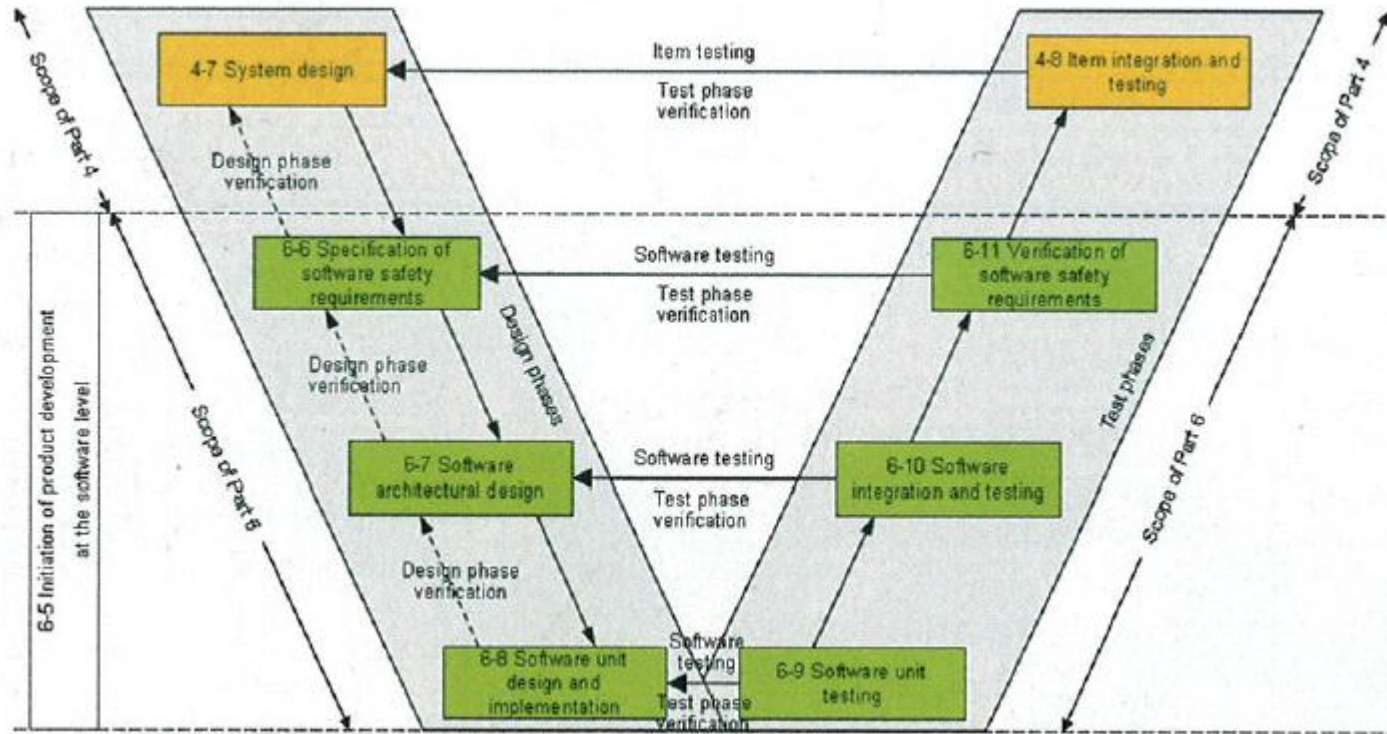 Scope of Part 4
4-7 System design
Item testing
Test phase
verification
4-8 Item integration and
testing
Scope of Part 4
Design phase
verification
6-6 Specification of
software safety
requirements
Software testing
Test phase
verification
6-11 Verification of
software safety
requirements
Design phase
verification
Design phases
Test phases
6-5 Initiation of product development
at the software level
Scope of Part 6
6-7 Software
architectural design
Software testing
Test phase
verification
6-10 Software
integration and testing
Scope of Part 6
Design phase
verification
6-8 Software unit
design and
implementation
Software
testing
Test phase
verification
6-9 Software unit
testing